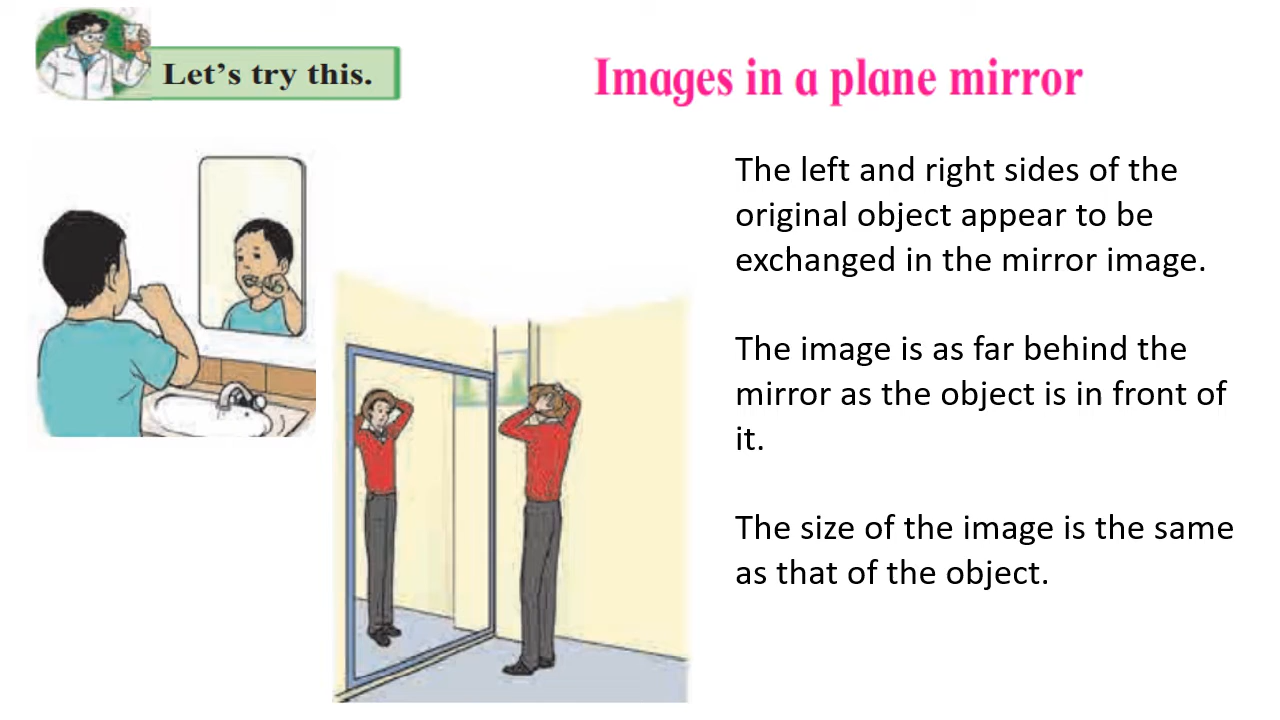 Let’s try this.
Images in a plane mirror
The left and right sides of the
original object appear to be
exchanged in the mirror image.
The image is as far behind the
mirror as the object is in front of
it.
The size of the image is the same
as that of the object.